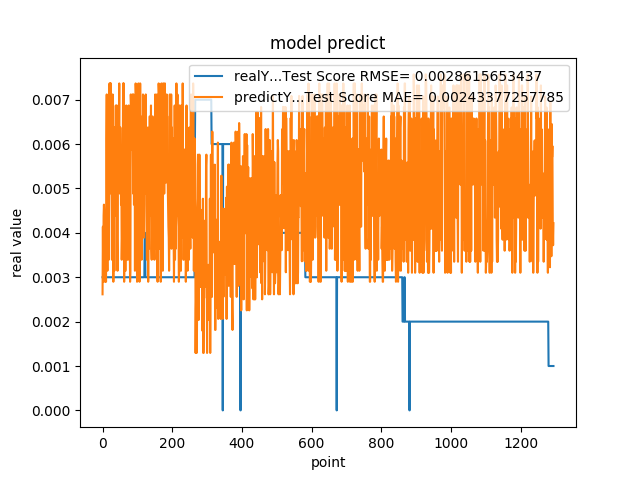 model predict
realY...Test Score RMSE= 0.0028615653437
predictY...Test Score MAE= 0.00243377257785
0.007
0.006
0.005
0.004
0.003
0.002
0.001
0.000
real value
0 200 400 600 800 1000 1200
point